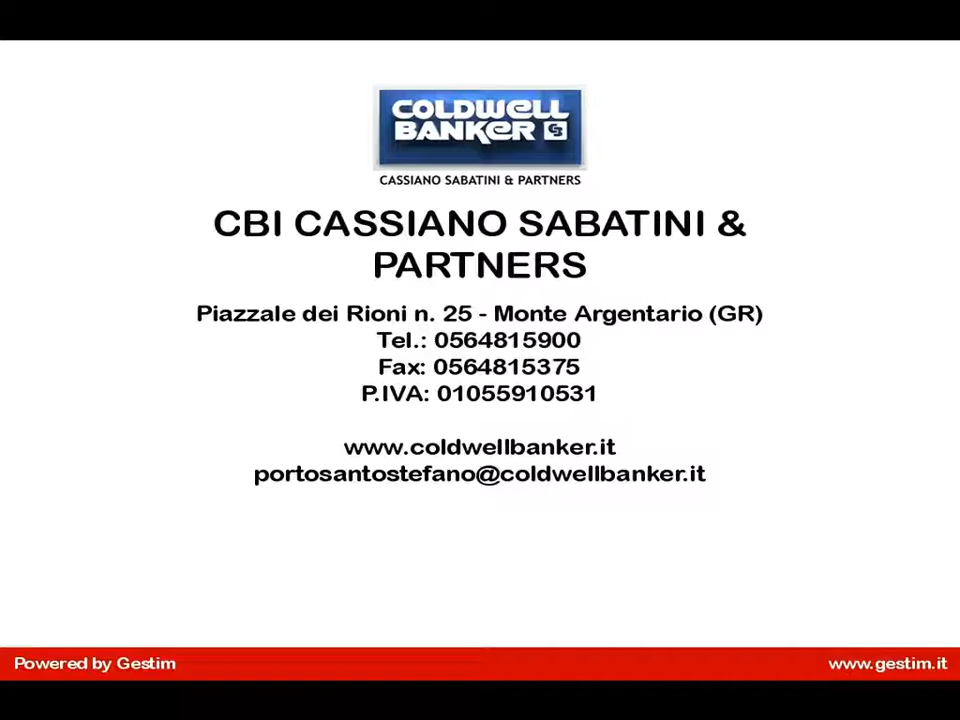 COLDWELL
BANKER CB
CASSIANO SABATINI & PARTNERS
CBI CASSIANO SABATINI &
PARTNERS
Piazzale dei Rioni n. 25 - Monte Argentario (GR)
Tel.: 0564815900
Fax: 0564815375
P.IVA: 01055910531
www.coldwellbanker.it
portosantostefano@coldwellbanker.it
Powered by Gestim
www.gestim.it